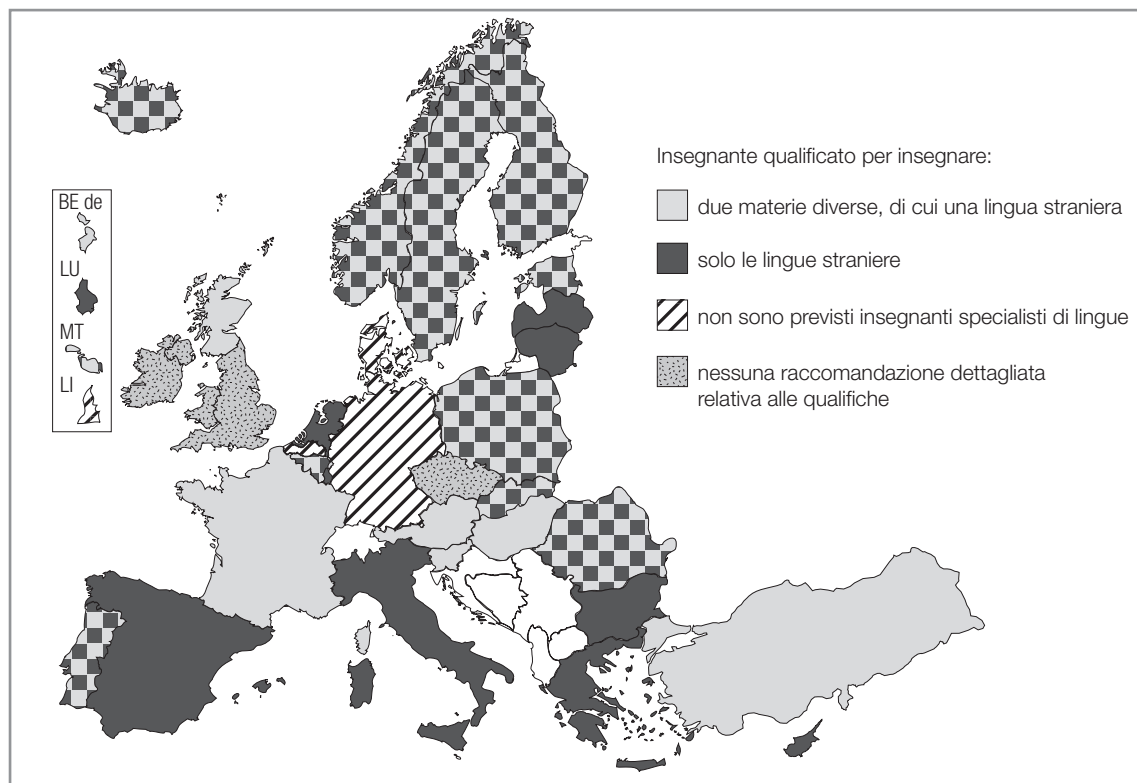 Insegnante qualificato per insegnare:
due materie diverse, di cui una lingua straniera
solo le lingue straniere
non sono previsti insegnanti specialisti di lingue
nessuna raccomandazione dettagliata
relativa alle qualifiche
BE de
LU
MT
LI